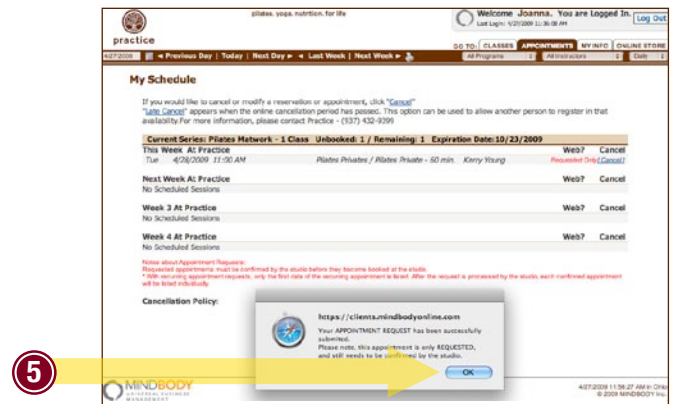 pilates. yoga. nutrition. for life
Welcome Joanna. You are Logged In. Log Out
Last Login: 4/27/2009 11:36:08 AM
practice
GO TO: CLASSES APPOINTMENTS MY INFO ONLINE STORE
4/27/2009 Previous Day | Today | Next Day Last Week | Next Week All Programs All Instructors Daily
My Schedule
If you would like to cancel or modify a reservation or appointment, click "Cancel"
"Late Cancel" appears when the online cancellation period has passed. This option can be used to allow another person to register in that
availability.For more information, please contact Practice - (937) 432-9399
Current Series: Pilates Matwork - 1 Class Unbooked: 1 / Remaining: 1 Expiration Date:10/23/2009
This Week At Practice Web? Cancel
Tue 4/28/2009 11:00 AM Pilates Privates / Pilates Private - 60 min. Kerry Young Requested Only [Cancel]
Next Week At Practice Web? Cancel
No Scheduled Sessions
Week 3 At Practice Web? Cancel
No Scheduled Sessions
Week 4 At Practice Web? Cancel
No Scheduled Sessions
Notes about Appointment Requests:
Requested appointments must be confirmed by the studio before they become booked at the studio.
* With recurring appointment requests, only the first date of the recurring appointment is listed. After the request is processed by the studio, each confirmed appointment
will be listed individually.
Cancellation Policy:
https://clients.mindbodyonline.com
Your APPOINTMENT REQUEST has been successfully
submitted.
Please note, this appointment is only REQUESTED,
and still needs to be confirmed by the studio.
OK
5
MINDBODY
UNIVERSAL BUSINESS
MANAGEMENT
4/27/2009 11:56:27 AM in Ohio
© 2009 MINDBODY Inc.